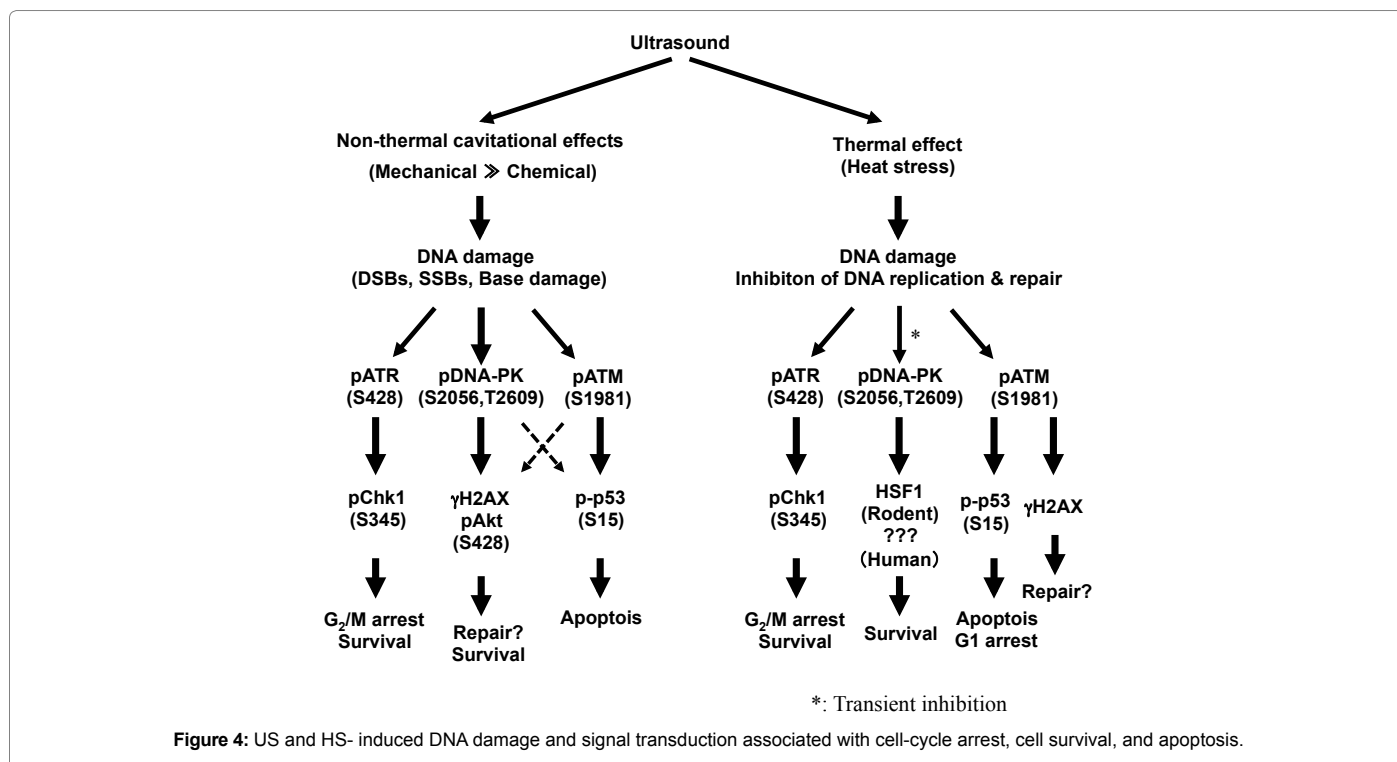 Ultrasound
Non-thermal cavitational effects
(Mechanical ≫ Chemical)
Thermal effect
(Heat stress)
DNA damage
(DSBs, SSBs, Base damage)
DNA damage
Inhibiton of DNA replication & repair
*
pATR
(S428)
pDNA-PK
(S2056,T2609)
pATM
(S1981)
pATR
(S428)
pDNA-PK
(S2056,T2609)
pATM
(S1981)
pChk1
(S345)
γH2AX
pAkt
(S428)
p-p53
(S15)
pChk1
(S345)
HSF1
(Rodent)
???
(Human)
p-p53
(S15)
γH2AX
G2/M arrest
Survival
Repair?
Survival
Apoptois
G2/M arrest
Survival
Survival
Apoptois
G1 arrest
Repair?
*: Transient inhibition
Figure 4: US and HS- induced DNA damage and signal transduction associated with cell-cycle arrest, cell survival, and apoptosis.